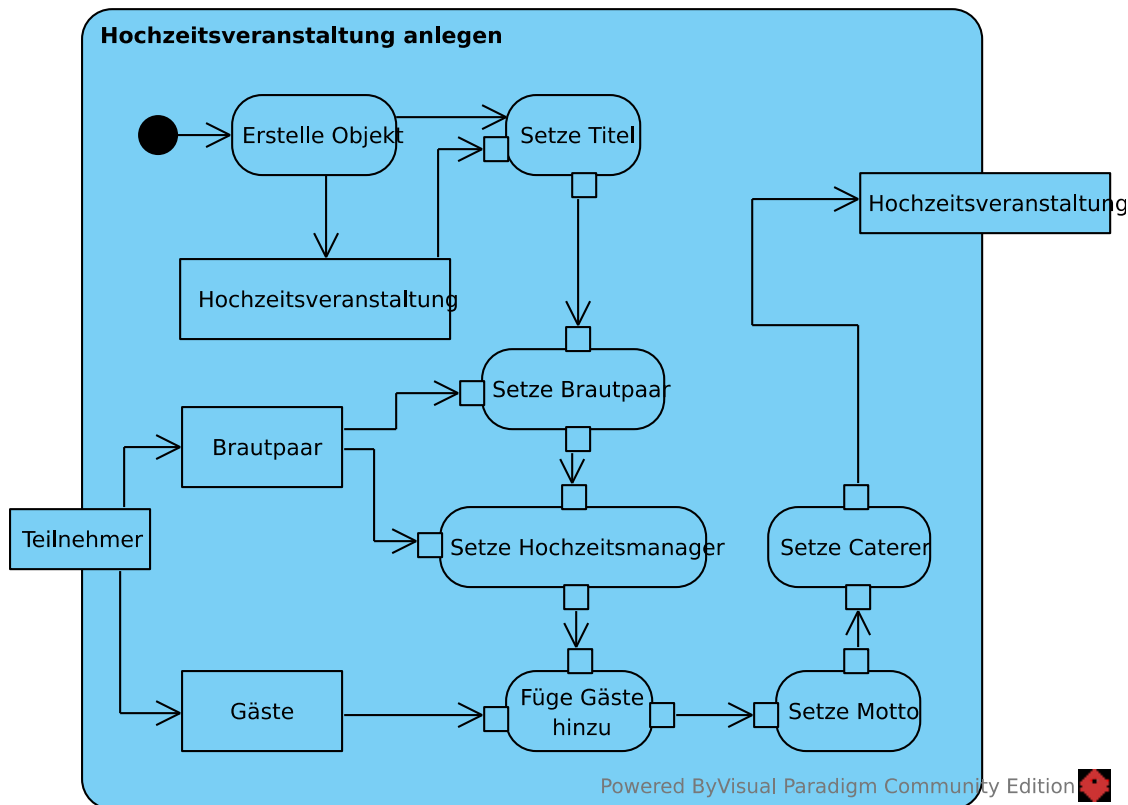 Hochzeitsveranstaltung anlegen
Erstelle Objekt
Setze Titel
Hochzeitsveranstaltung
Hochzeitsveranstaltung
Setze Brautpaar
Brautpaar
Teilnehmer
Setze Hochzeitsmanager
Setze Caterer
Gäste
Füge Gäste
hinzu
Setze Motto
Powered ByVisual Paradigm Community Edition